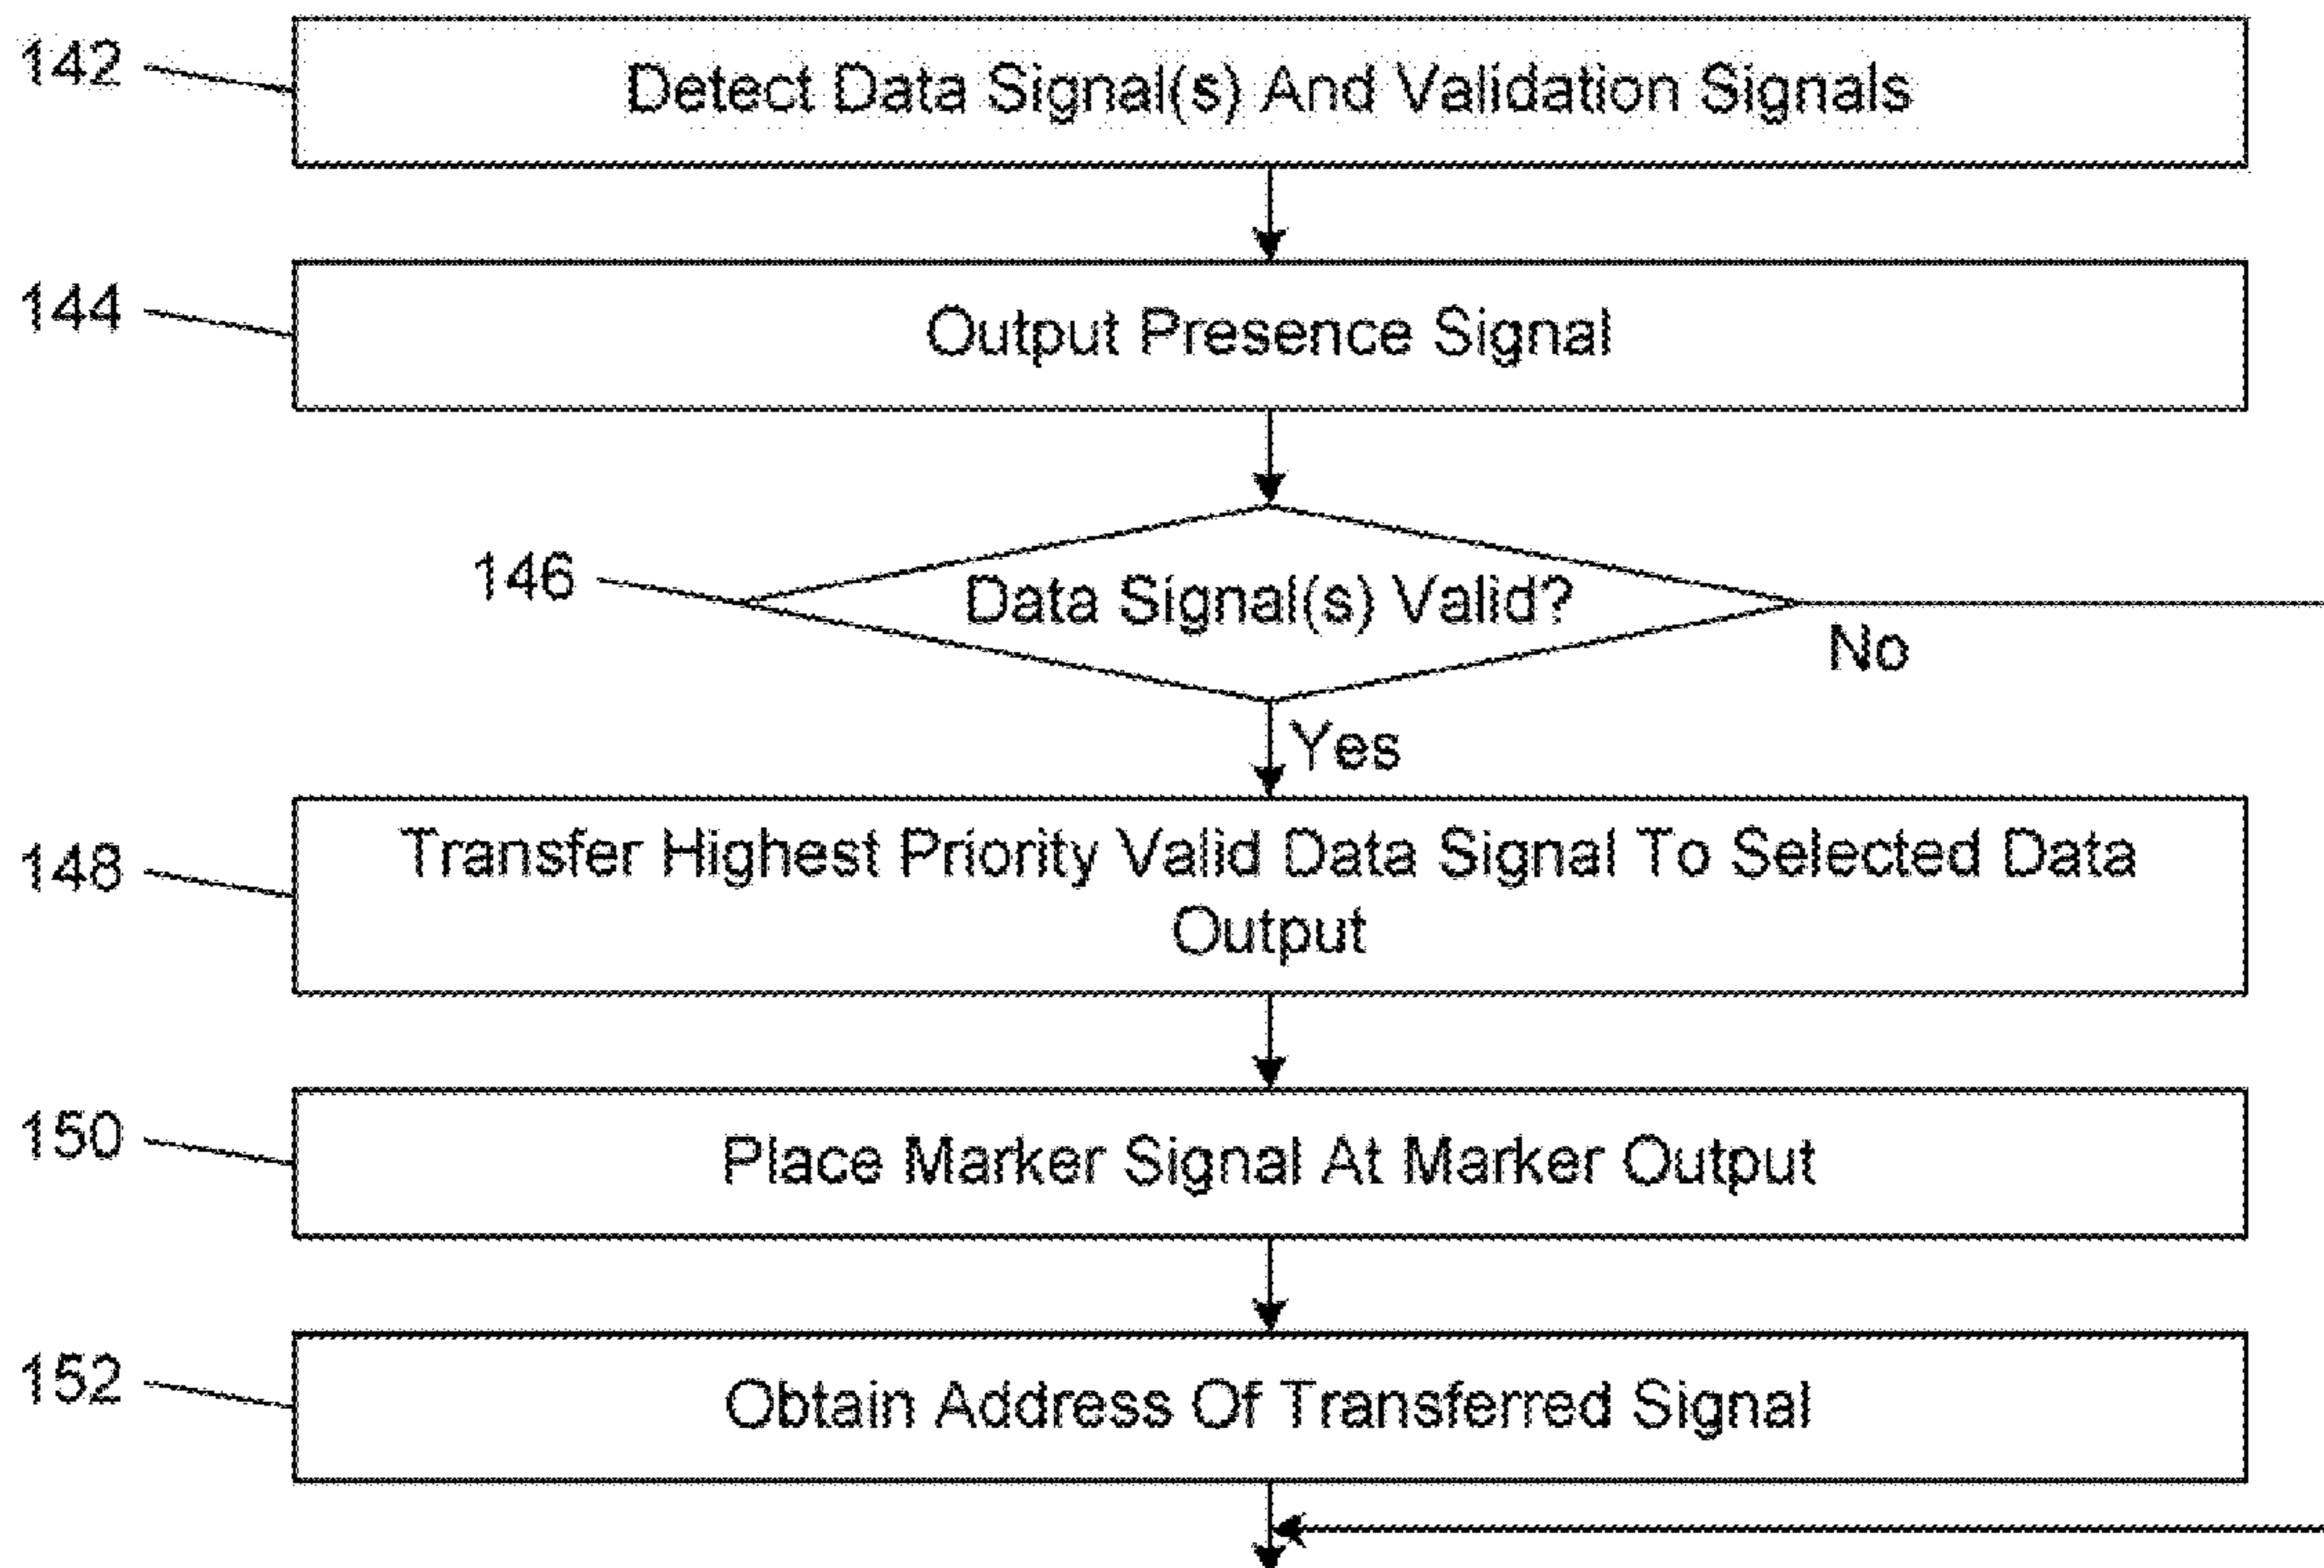 142
Detect Data Signal(s) And Validation Signals
144
Output Presence Signal
146
Data Signal(s) Valid?
No
Yes
148
Transfer Highest Priority Valid Data Signal To Selected Data
Output
150
Place Marker Signal At Marker Output
152
Obtain Address Of Transferred Signal